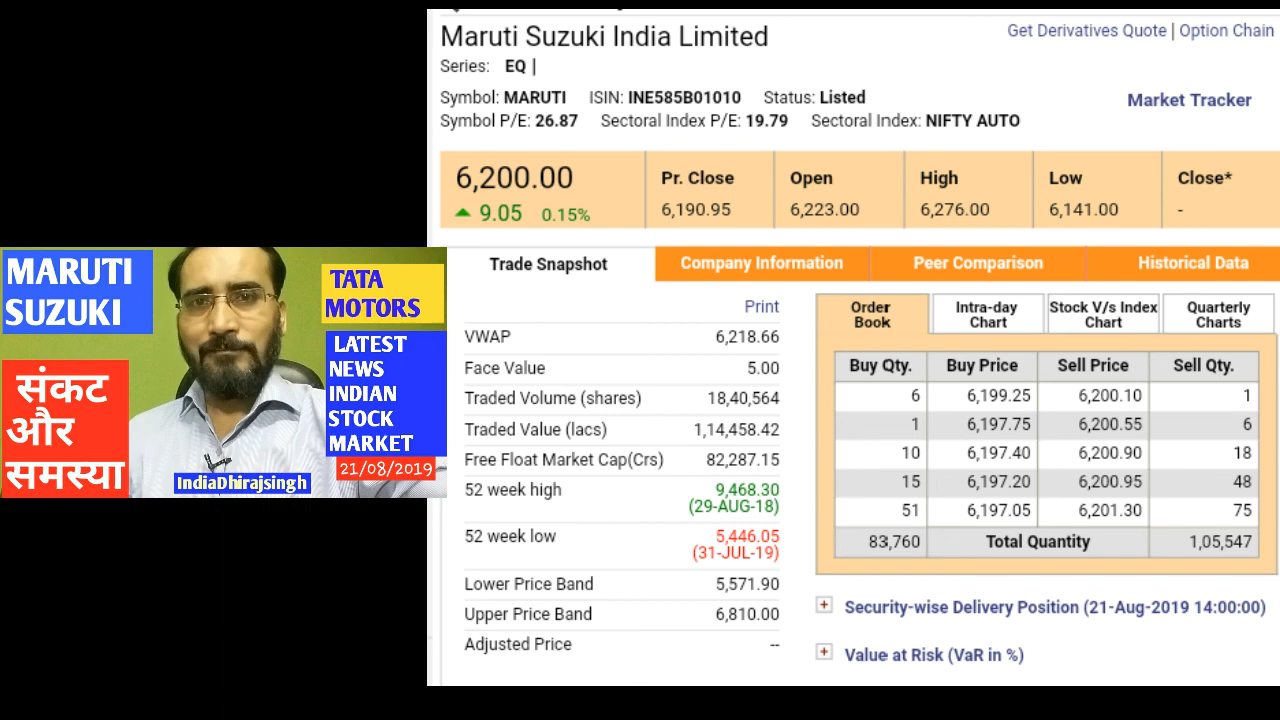 MARUTI
SUZUKI
संकट
और
समस्या
TATA
MOTORS
LATEST
NEWS
INDIAN
STOCK
MARKET
21/08/2019
IndiaDhirajsingh
Maruti Suzuki India Limited
Get Derivatives Quote | Option Chain
Series: EQ |
Symbol: MARUTI ISIN: INE585B01010 Status: Listed
Market Tracker
Symbol P/E: 26.87 Sectoral Index P/E: 19.79 Sectoral Index: NIFTY AUTO
6,200.00 Pr. Close Open High Low Close*
9.05 0.15% 6,190.95 6,223.00 6,276.00 6,141.00 -
Trade Snapshot Company Information Peer Comparison Historical Data
Print
VWAP 6,218.66
Face Value 5.00
Traded Volume (shares) 18,40,564
Traded Value (lacs) 1,14,458.42
Free Float Market Cap(Crs) 82,287.15
52 week high 9,468.30
(29-AUG-18)
52 week low 5,446.05
(31-JUL-19)
Lower Price Band 5,571.90
Upper Price Band 6,810.00
Adjusted Price --
Order Book Intra-day Chart Stock V/s Index Chart Quarterly Charts
Buy Qty. Buy Price Sell Price Sell Qty.
6 6,199.25 6,200.10 1
1 6,197.75 6,200.55 6
10 6,197.40 6,200.90 18
15 6,197.20 6,200.95 48
51 6,197.05 6,201.30 75
83,760 Total Quantity 1,05,547
+ Security-wise Delivery Position (21-Aug-2019 14:00:00)
+ Value at Risk (VaR in %)